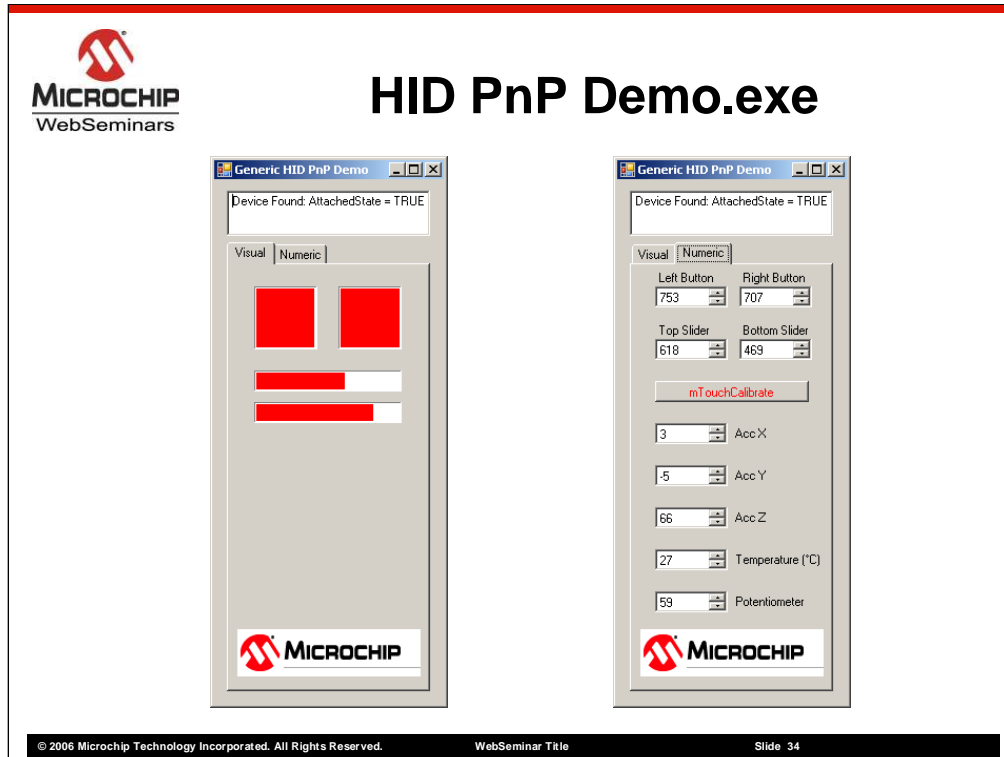 MICROCHIP
WebSeminars
HID PnP Demo.exe
Generic HID PnP Demo
Device Found: AttachedState = TRUE
Visual Numeric
MICROCHIP
Generic HID PnP Demo
Device Found: AttachedState = TRUE
Visual Numeric
Left Button Right Button
753 707
Top Slider Bottom Slider
618 469
mTouchCalibrate
3 Acc X
-5 Acc Y
66 Acc Z
27 Temperature (°C)
59 Potentiometer
MICROCHIP
© 2006 Microchip Technology Incorporated. All Rights Reserved. WebSeminar Title Slide 34